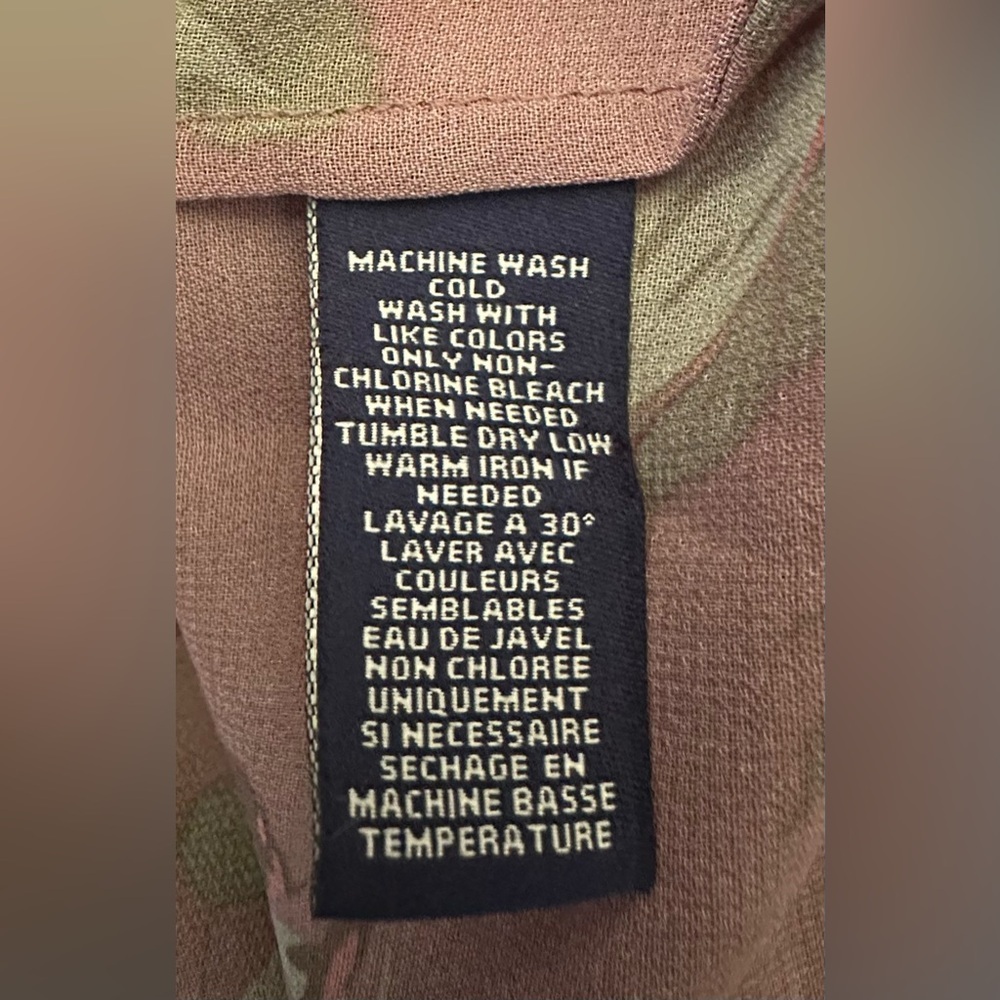 MACHINE WASH
COLD
WASH WITH
LIKE COLORS
ONLY NON-
CHLORINE BLEACH
WHEN NEEDED
TUMBLE DRY LOW
WARM IRON IF
NEEDED
LAVAGE A 30°
LAVER AVEC
COULEURS
SEMBLABLES
EAU DE JAVEL
NON CHLOREE
UNIQUEMENT
SI NECESSAIRE
SECHAGE EN
MACHINE BASSE
TEMPERATURE